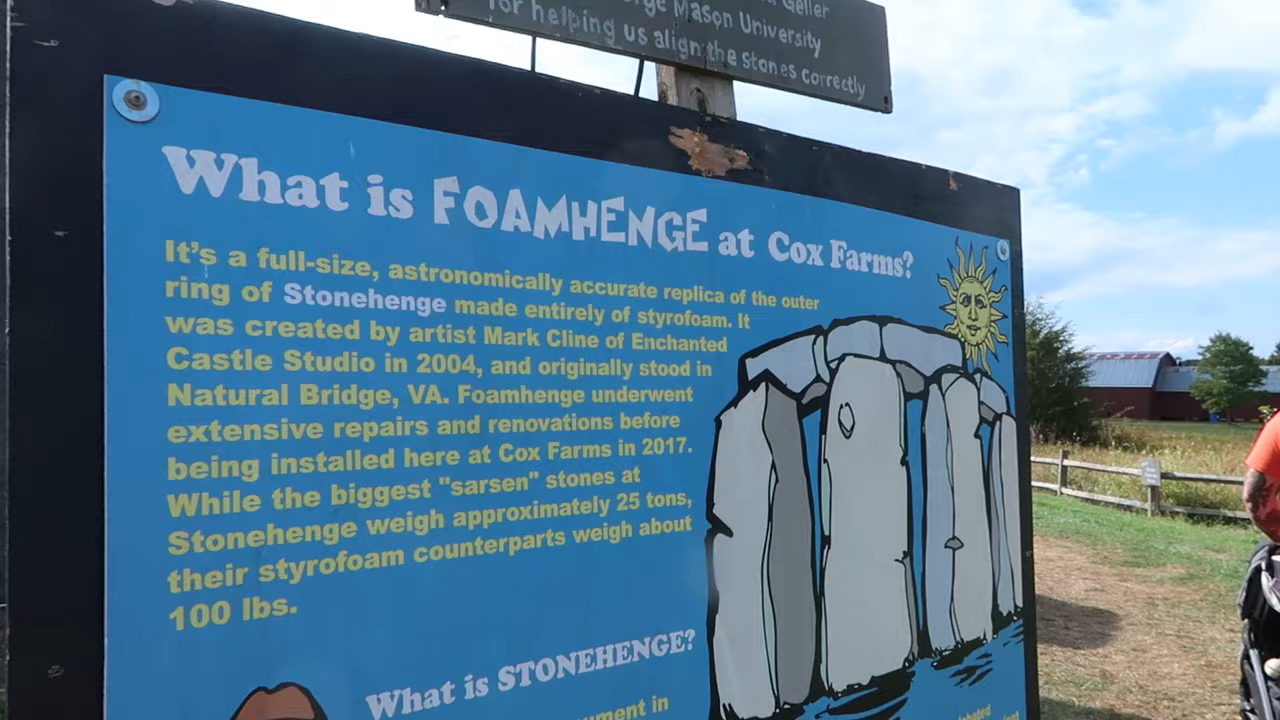 Geller
Mason University
for helping us align the stones correctly
What is FOAMHENGE at Cox Farms?
It's a full-size, astronomically accurate replica of the outer
ring of Stonehenge made entirely of styrofoam. It
was created by artist Mark Cline of Enchanted
Castle Studio in 2004, and originally stood in
Natural Bridge, VA. Foamhenge underwent
extensive repairs and renovations before
being installed here at Cox Farms in 2017.
While the biggest "sarsen" stones at
Stonehenge weigh approximately 25 tons,
their styrofoam counterparts weigh about
100 lbs.
What is STONEHENGE?
in